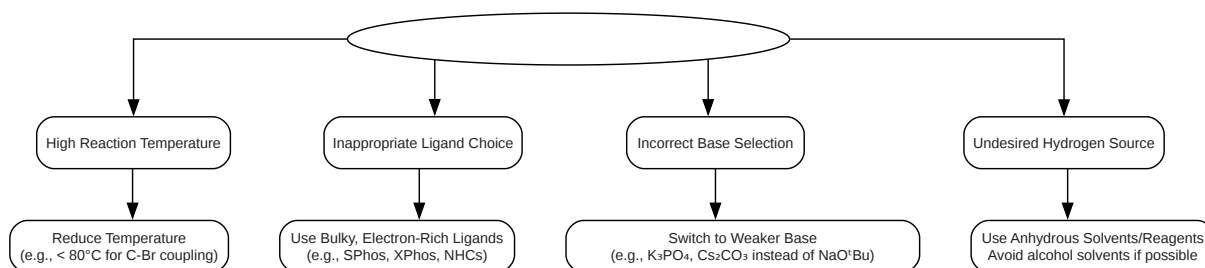 High Reaction Temperature
Inappropriate Ligand Choice
Incorrect Base Selection
Undesired Hydrogen Source
Reduce Temperature
(e.g., < 80°C for C-Br coupling)
Use Bulky, Electron-Rich Ligands
(e.g., SPhos, XPhos, NHCs)
Switch to Weaker Base
(e.g., K₃PO₄, Cs₂CO₃ instead of NaOᵗBu)
Use Anhydrous Solvents/Reagents
Avoid alcohol solvents if possible